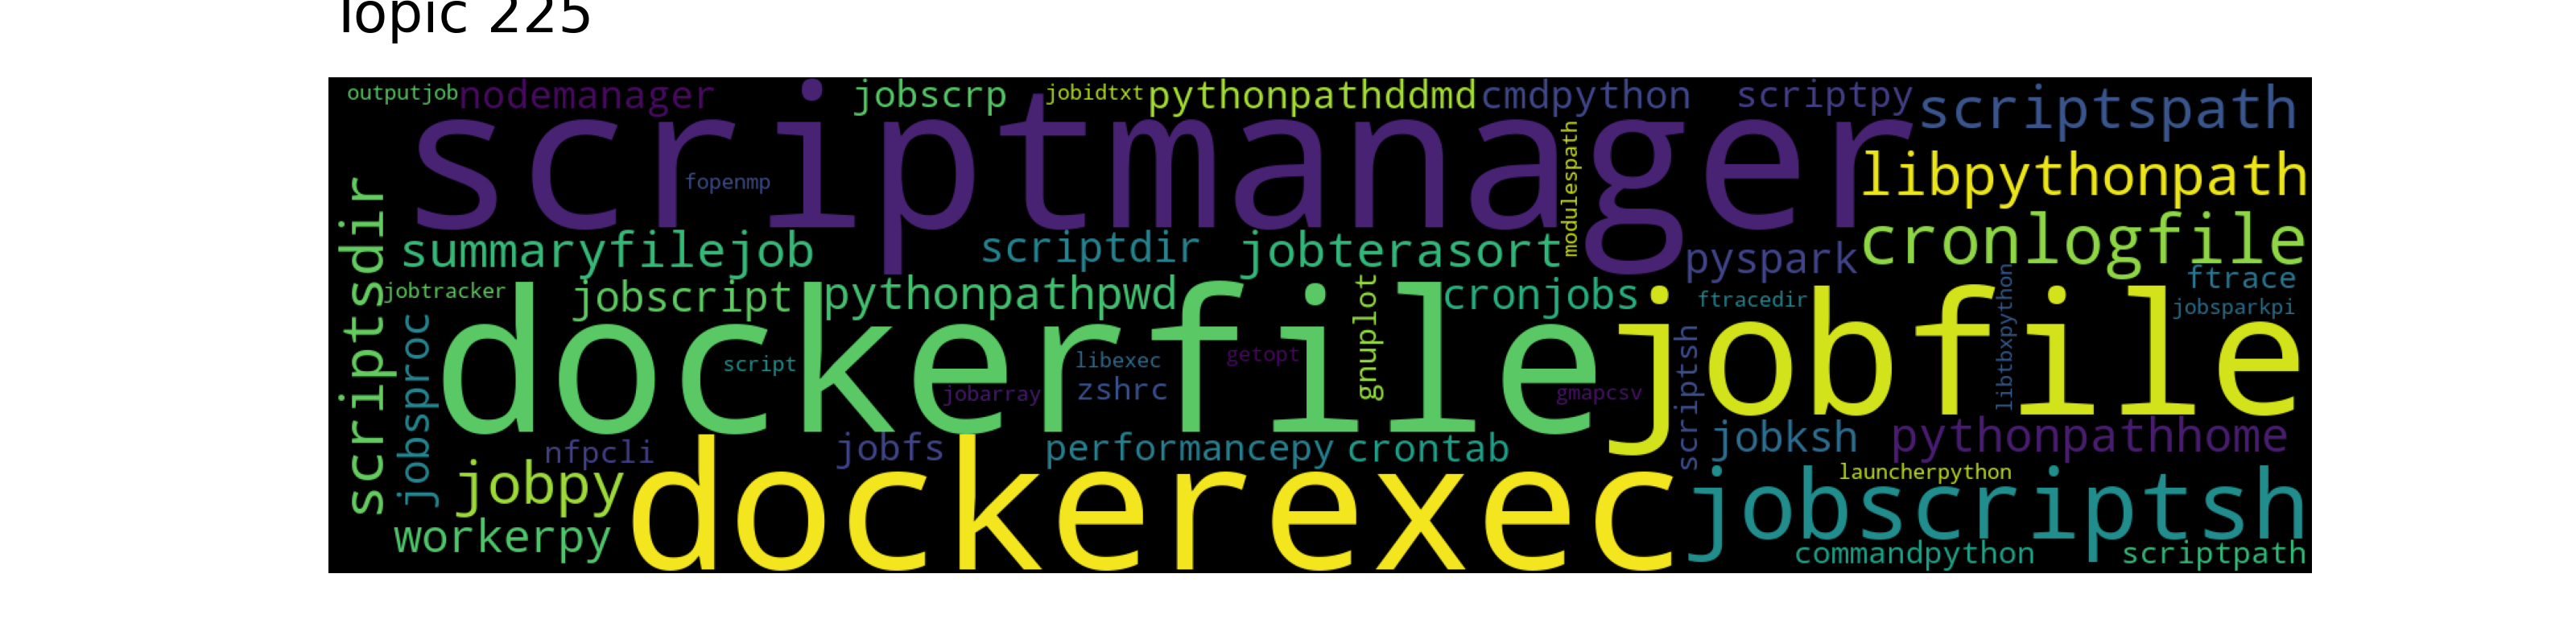 Topic 225
outputjob nodemanager jobscrp jobidtxt pythonpathddmd cmdpython scriptpy scriptspath
scriptmanager
fopenmp
modulespath
libpythonpath
scriptsdir
summaryfilejob scriptdir jobterasort pyspark cronlogfile
jobtracker jobscript pythonpathpwd cronjobs ftracedir ftrace
jobsparkpi
jobsproc
dockerfile jobfile
script libexec getopt gnuplot
jobarray zshrc gmapcsv scriptsh libtbxpython
nfpcli jobfs performancepy crontab jobksh pythonpathhome
jobpy dockerexec launcherpython
jobscriptsh
workerpy commandpython scriptpath